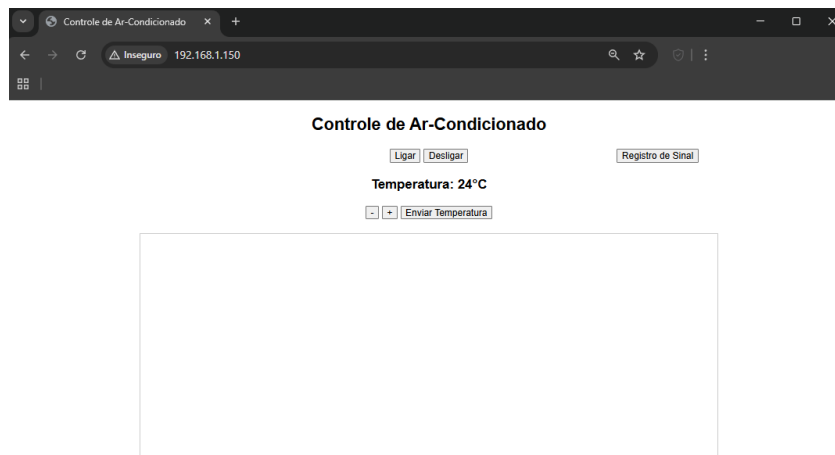 Controle de Ar-Condicionado
Inseguro 192.168.1.150
Controle de Ar-Condicionado
Ligar Desligar Registro de Sinal
Temperatura: 24°C
- + Enviar Temperatura